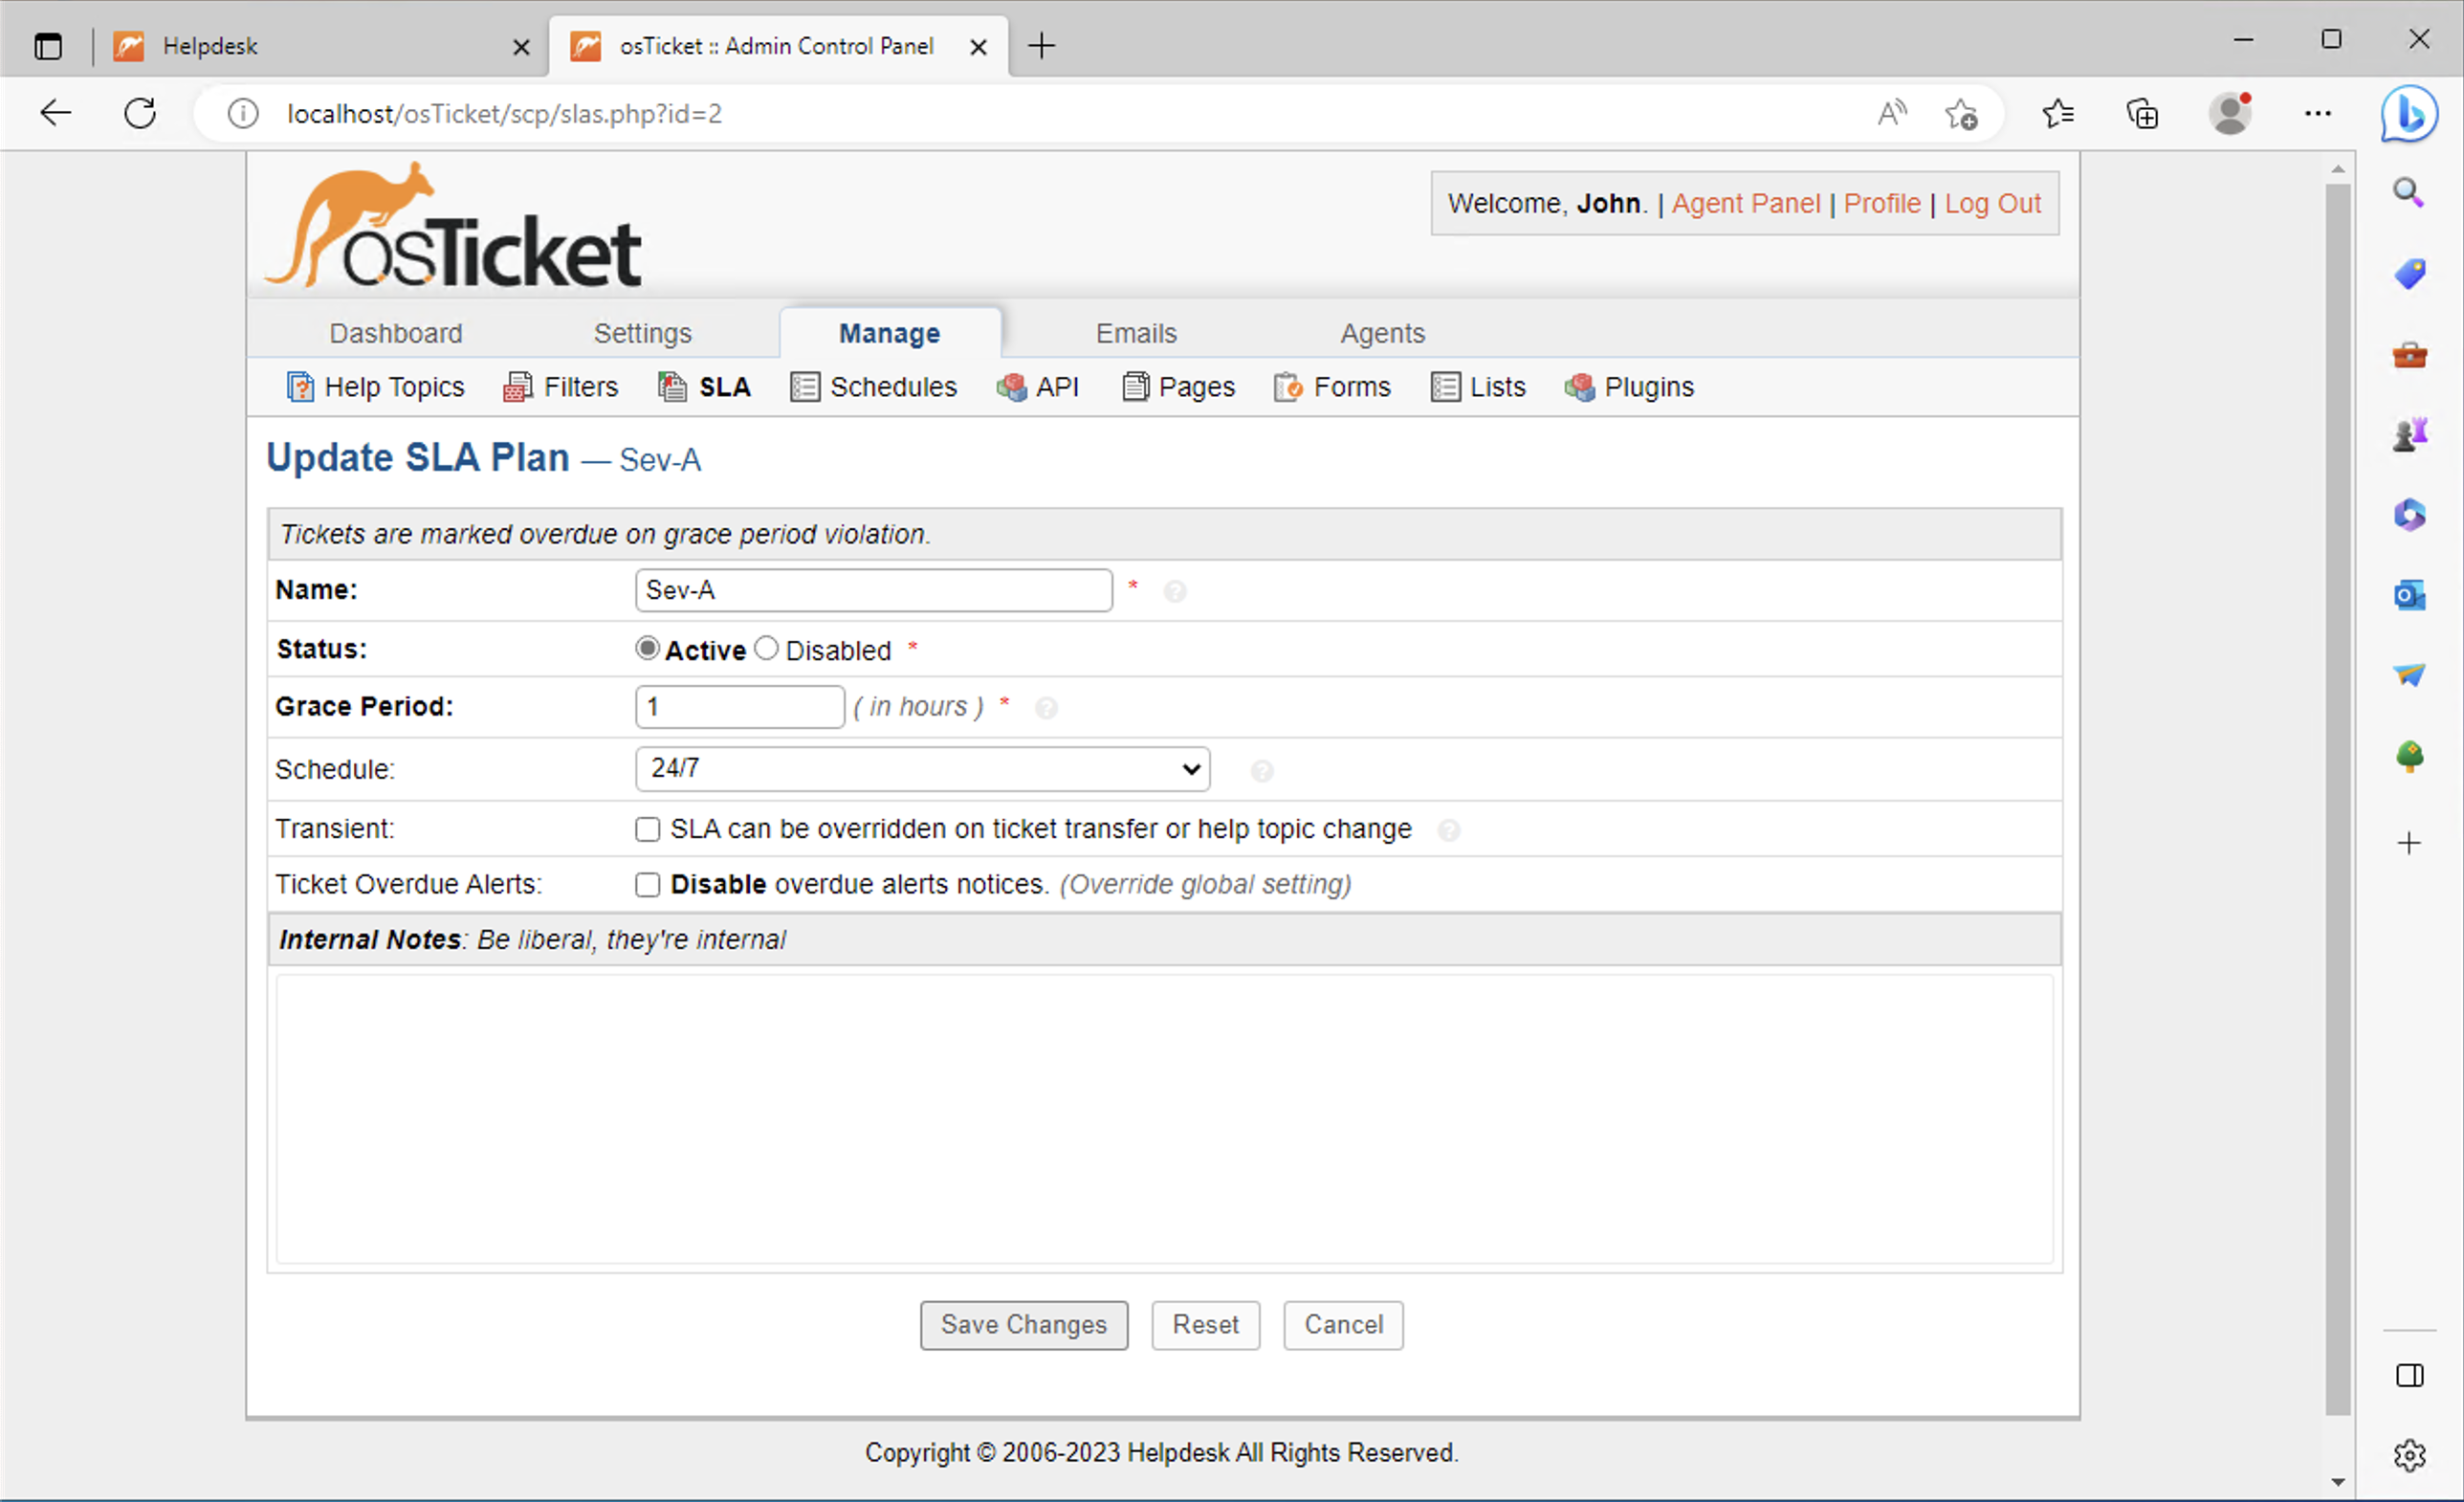 Helpdesk
osTicket :: Admin Control Panel
localhost/osTicket/scp/slas.php?id=2
osTicket
Welcome, John. | Agent Panel | Profile | Log Out
Dashboard Settings Manage Emails Agents
Help Topics Filters SLA Schedules API Pages Forms Lists Plugins
Update SLA Plan — Sev-A
Tickets are marked overdue on grace period violation.
Name: Sev-A *
Status: Active Disabled *
Grace Period: 1 ( in hours ) *
Schedule: 24/7
Transient: SLA can be overridden on ticket transfer or help topic change
Ticket Overdue Alerts: Disable overdue alerts notices. (Override global setting)
Internal Notes: Be liberal, they're internal
Save Changes Reset Cancel
Copyright © 2006-2023 Helpdesk All Rights Reserved.